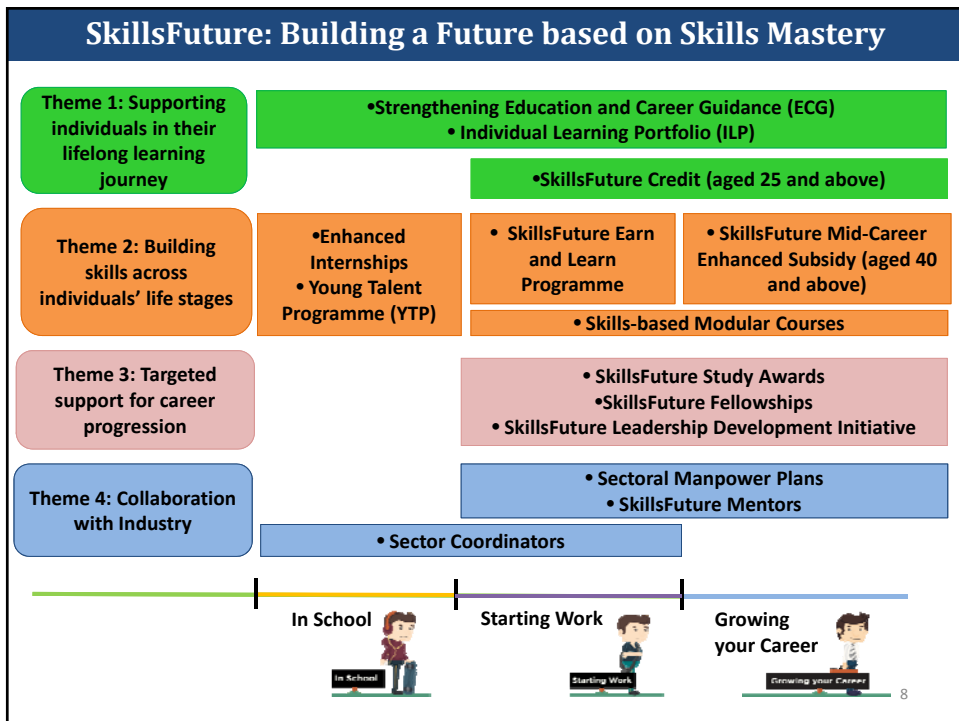 SkillsFuture: Building a Future based on Skills Mastery
Theme 1: Supporting
individuals in their
lifelong learning
journey
•Strengthening Education and Career Guidance (ECG)
• Individual Learning Portfolio (ILP)
•SkillsFuture Credit (aged 25 and above)
Theme 2: Building
skills across
individuals’ life stages
•Enhanced
Internships
• Young Talent
Programme (YTP)
• SkillsFuture Earn
and Learn
Programme
• SkillsFuture Mid-Career
Enhanced Subsidy (aged 40
and above)
• Skills-based Modular Courses
Theme 3: Targeted
support for career
progression
• SkillsFuture Study Awards
•SkillsFuture Fellowships
• SkillsFuture Leadership Development Initiative
Theme 4: Collaboration
with Industry
• Sectoral Manpower Plans
• SkillsFuture Mentors
• Sector Coordinators
In School
Starting Work
Growing
your Career
In School
Starting Work
Growing your Career
8